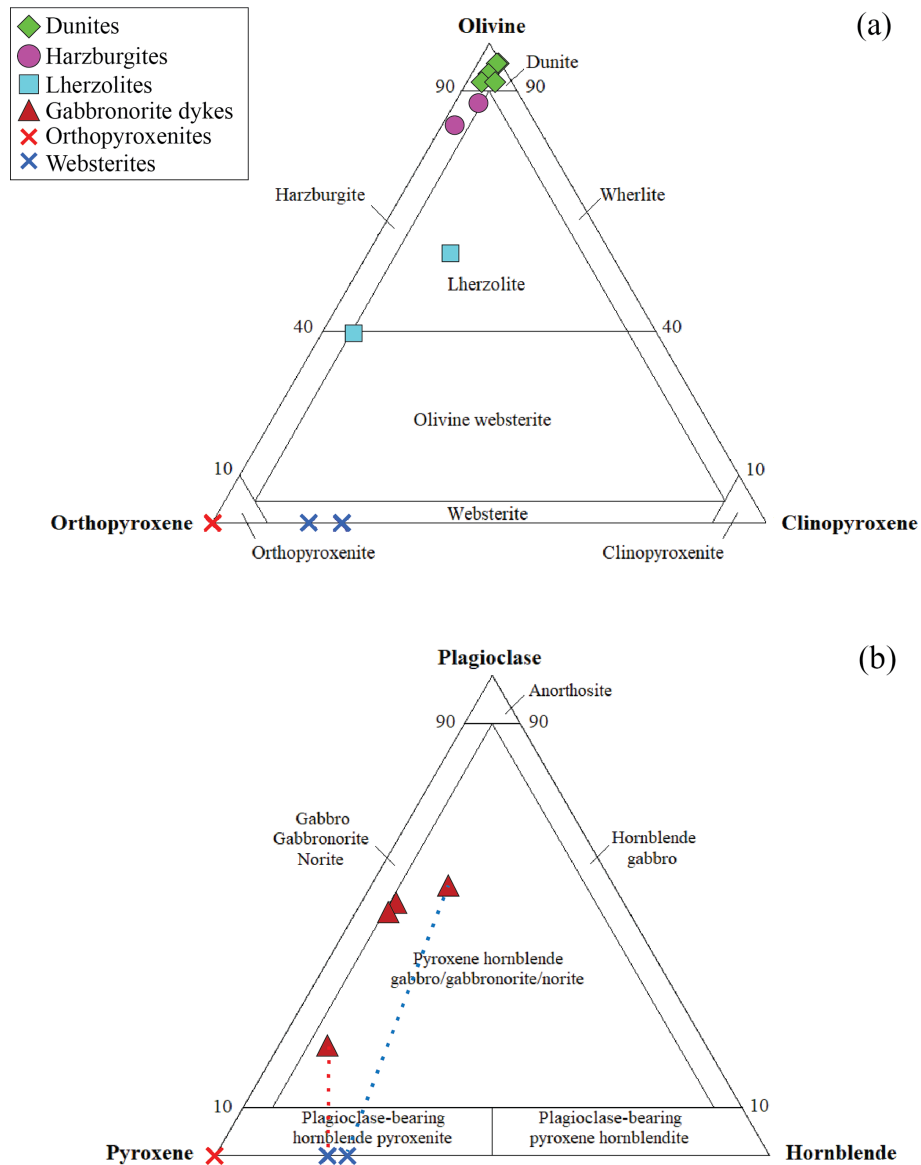 Dunites
Harzburgites
Lherzolites
Gabbronorite dykes
Orthopyroxenites
Websterites
(a)
Olivine
Dunite
90
90
Harzburgite
Wherlite
Lherzolite
40
40
Olivine websterite
10
10
Orthopyroxene
Websterite
Clinopyroxene
Orthopyroxenite
Clinopyroxenite
(b)
Plagioclase
Anorthosite
90
90
Gabbro
Gabbronorite
Norite
Hornblende
gabbro
Pyroxene hornblende
gabbro/gabbronorite/norite
10
10
Plagioclase-bearing
hornblende pyroxenite
Plagioclase-bearing
pyroxene hornblendite
Pyroxene
Hornblende